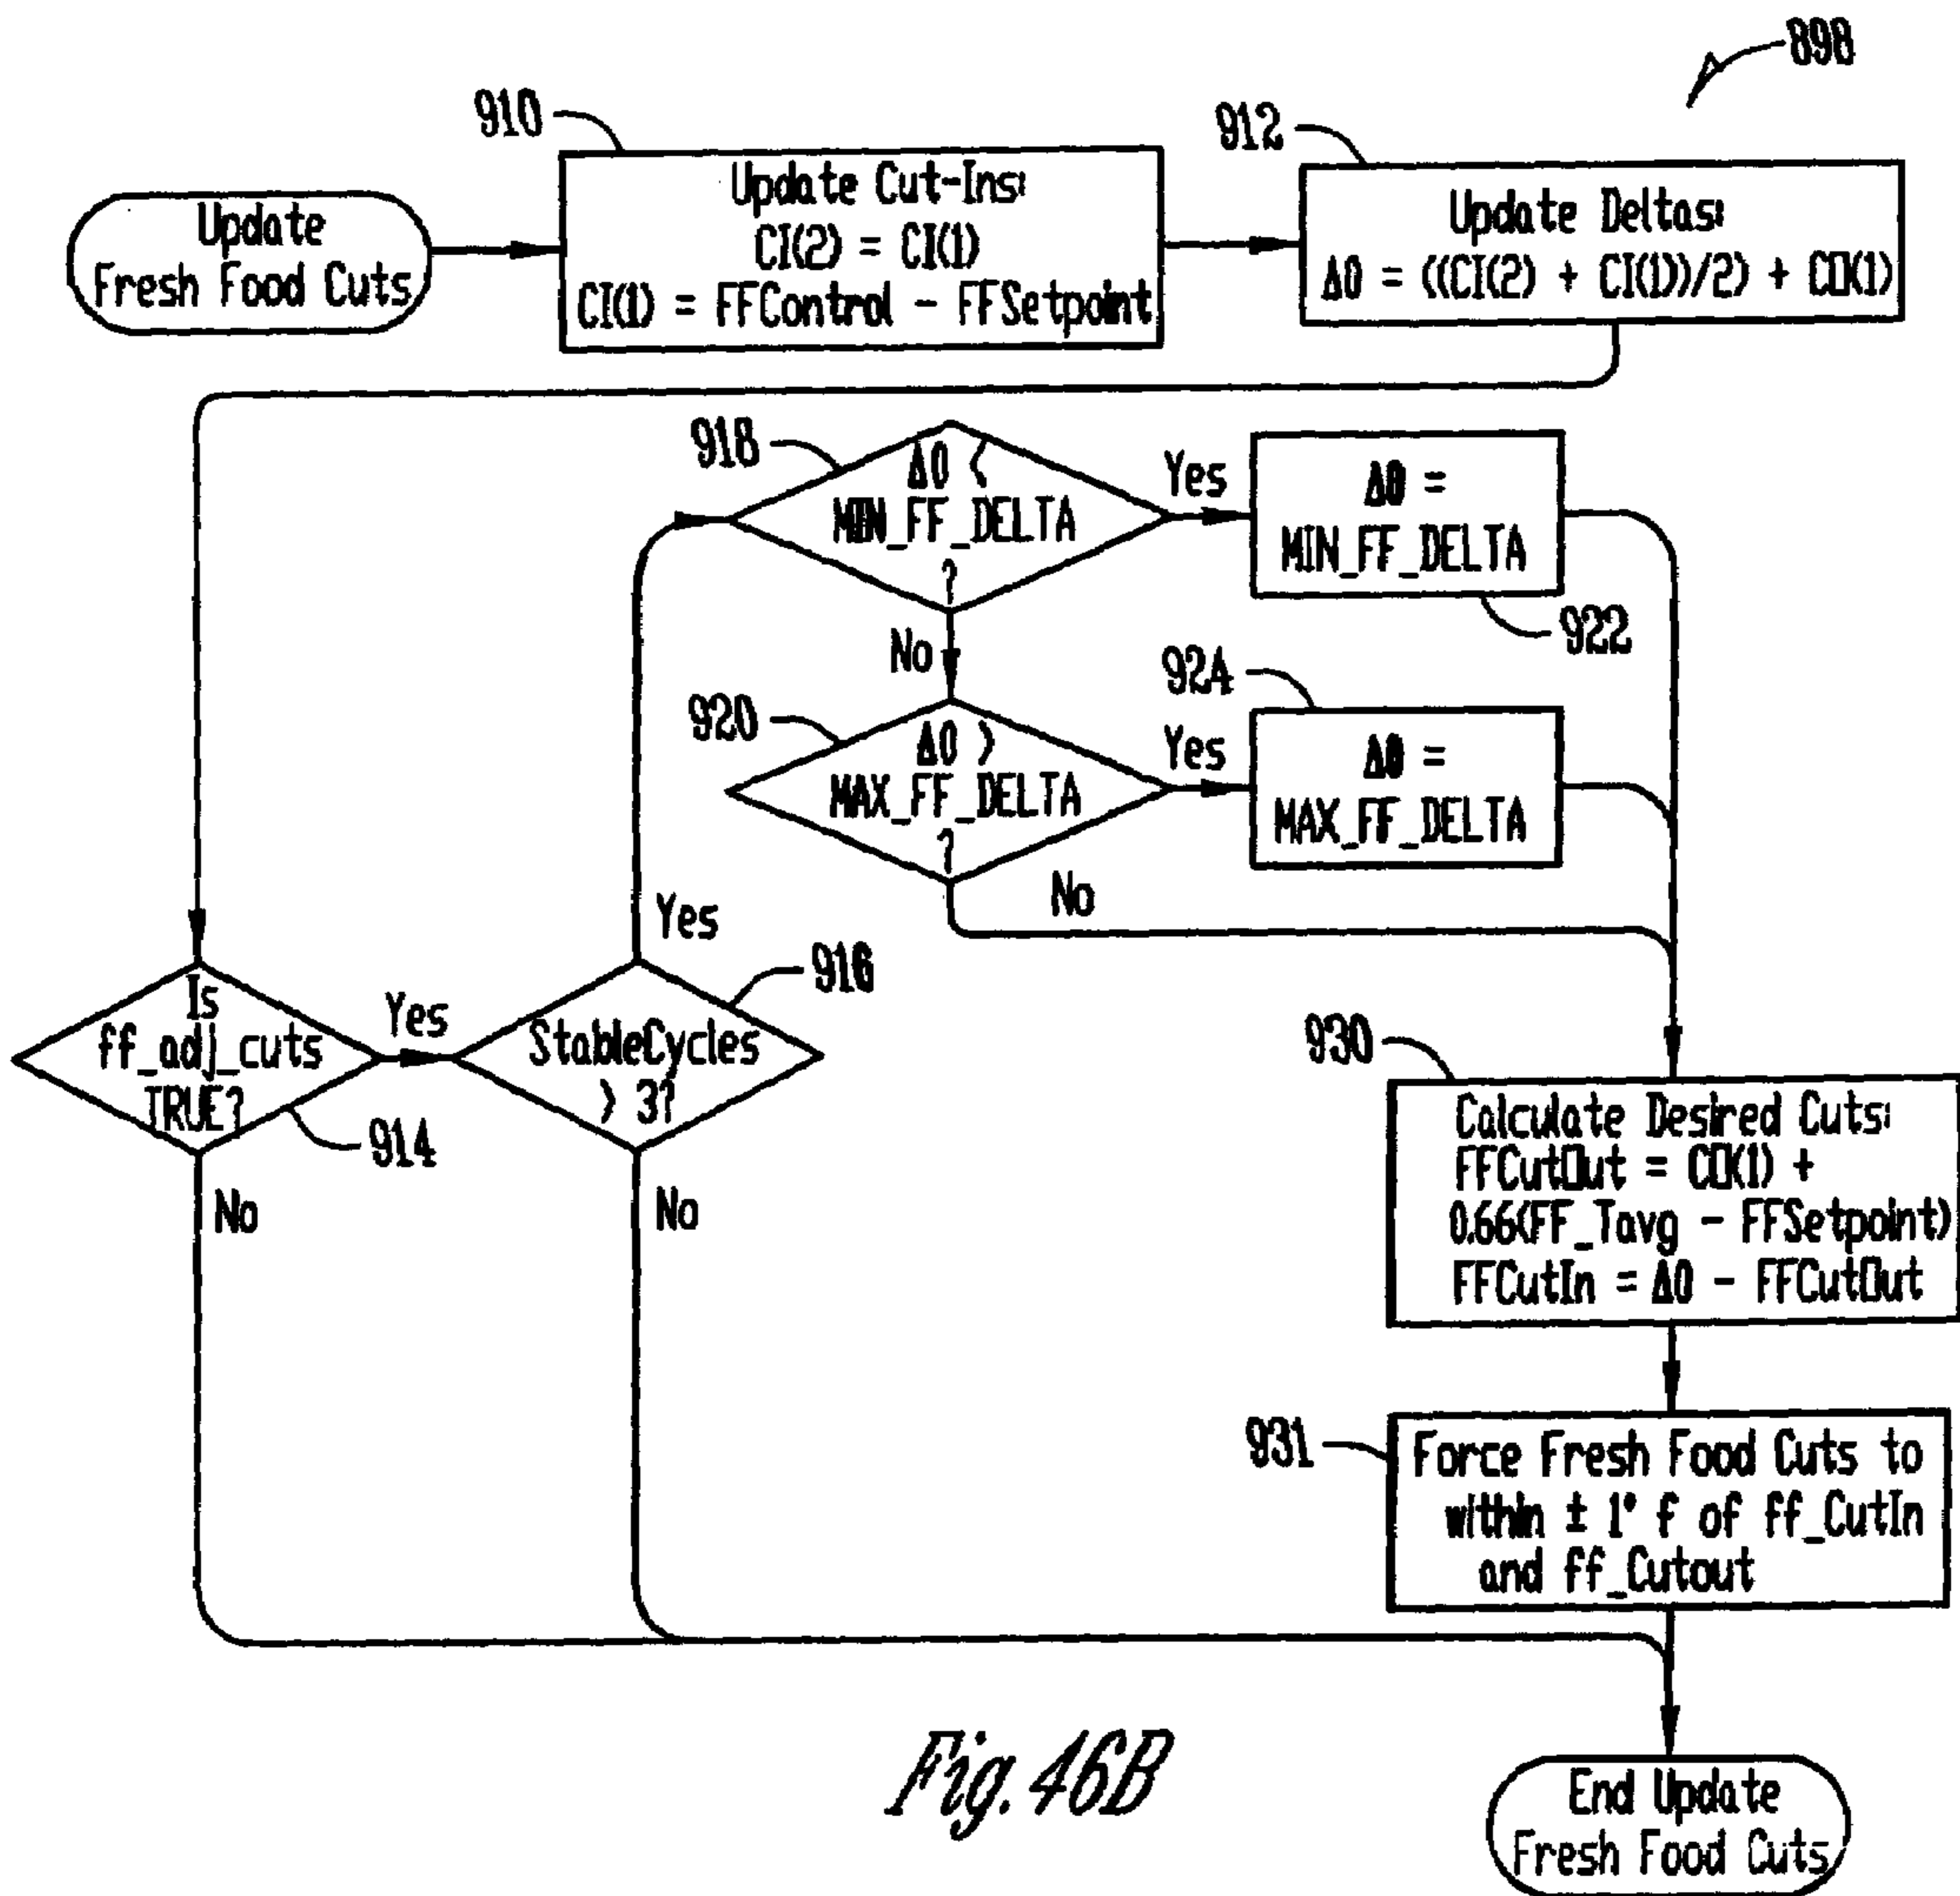 898
910
912
Update
Fresh Food Cuts
Update Cut-Ins:
CI(2) = CI(1)
CI(1) = FFControl - FFSetpoint
Update Deltas:
Δ0 = ((CI(2) + CI(1))/2) + CO(1)
918
Δ0 <
MIN_FF_DELTA
?
Yes
Δ0 =
MIN_FF_DELTA
922
No
920
Δ0 >
MAX_FF_DELTA
?
Yes
924
Δ0 =
MAX_FF_DELTA
No
Is
ff_adj_cuts
TRUE?
914
Yes
No
Yes
916
StableCycles
> 3?
No
930
Calculate Desired Cuts:
FFCutOut = CO(1) +
0.66(FF_Tavg - FFSetpoint)
FFCutIn = Δ0 - FFCutOut
931
Force Fresh Food Cuts to
within ± 1° f of ff_CutIn
and ff_Cutout
End Update
Fresh Food Cuts
Fig. 46B